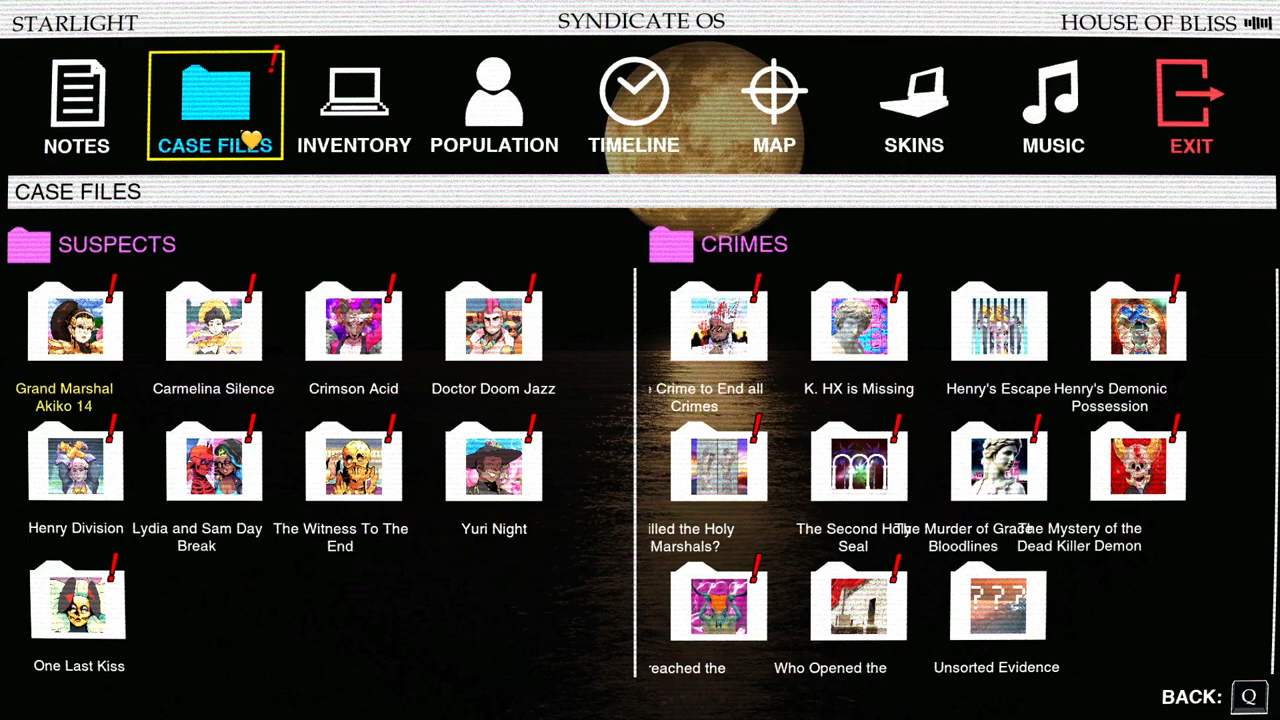 STARLIGHT
SYNDICATE OS
HOUSE OF BLISS
NOTES
CASE FILES
INVENTORY
POPULATION
TIMELINE
MAP
SKINS
MUSIC
EXIT
CASE FILES
SUSPECTS
CRIMES
Grand Marshal
Akiko 14
Carmelina Silence
Crimson Acid
Doctor Doom Jazz
Crime to End all
Crimes
K. HX is Missing
Henry's Escape
Henry's Demonic
Possession
Henry Division
Lydia and Sam Day
Break
The Witness To The
End
Yuri Night
illed the Holy
Marshals?
The Second Holy
Seal
The Murder of Grace
Bloodlines
The Mystery of the
Dead Killer Demon
???
One Last Kiss
eached the
Who Opened the
Unsorted Evidence
BACK: Q